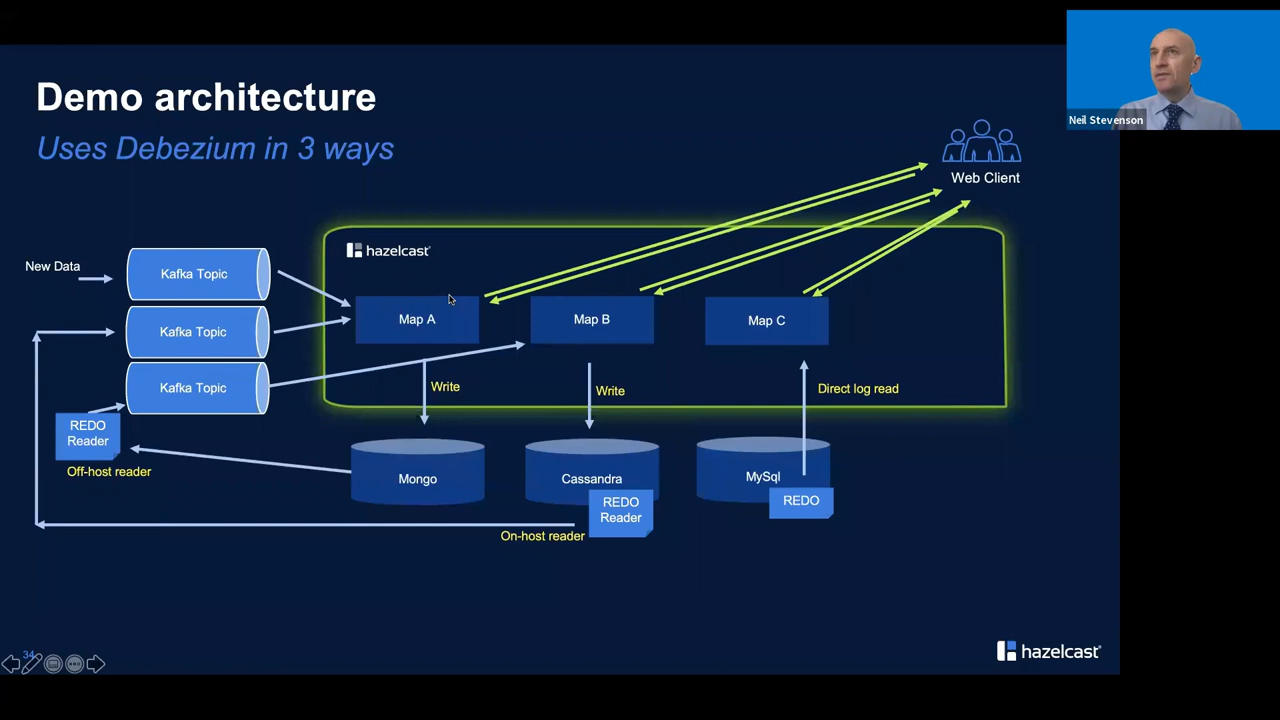 Demo architecture
Uses Debezium in 3 ways
Neil Stevenson
Web Client
hazelcast
New Data
Kafka Topic
Kafka Topic
Kafka Topic
Map A
Map B
Map C
Write
Write
Direct log read
REDO
Reader
Off-host reader
Mongo
Cassandra
MySql
REDO
Reader
REDO
On-host reader
34
hazelcast